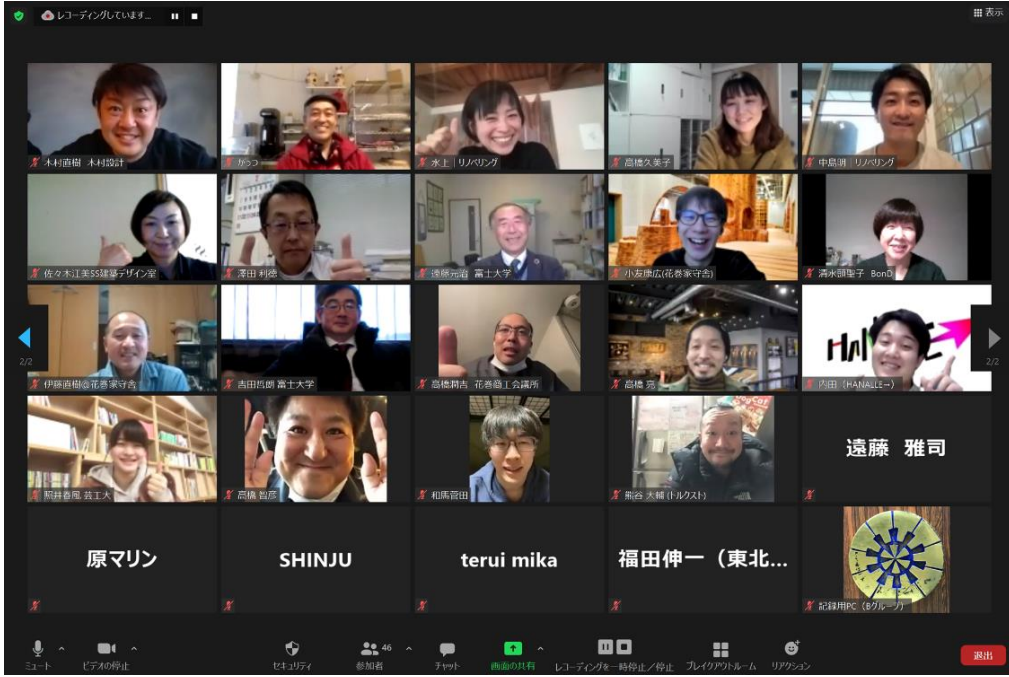 レコーディングしています...
表示
木村直樹 木村設計
がっつ
水上｜リノベリング
高橋久美子
中島明 リノベリング
佐々木江美SS建築デザイン室
澤田 利徳
遠藤元治 富士大学
小友康広(花巻家守舎)
清水頭聖子 BonD
2/2
伊藤直樹@花巻家守舎
吉田哲朗 富士大学
高橋潤吉 花巻商工会議所
高橋 亮
内田（HANALLE→）
2/2
照井春風 芸工大
高橋 智彦
和馬菅田
熊谷 大輔 (トルクスト)
遠藤 雅司
原マリン
SHINJU
terui mika
福田伸一（東北...
記録用PC（Bグループ）
ミュート
ビデオの停止
セキュリティ
46
参加者
チャット
画面の共有
レコーディングを一時停止／停止
ブレイクアウトルーム
リアクション
退出